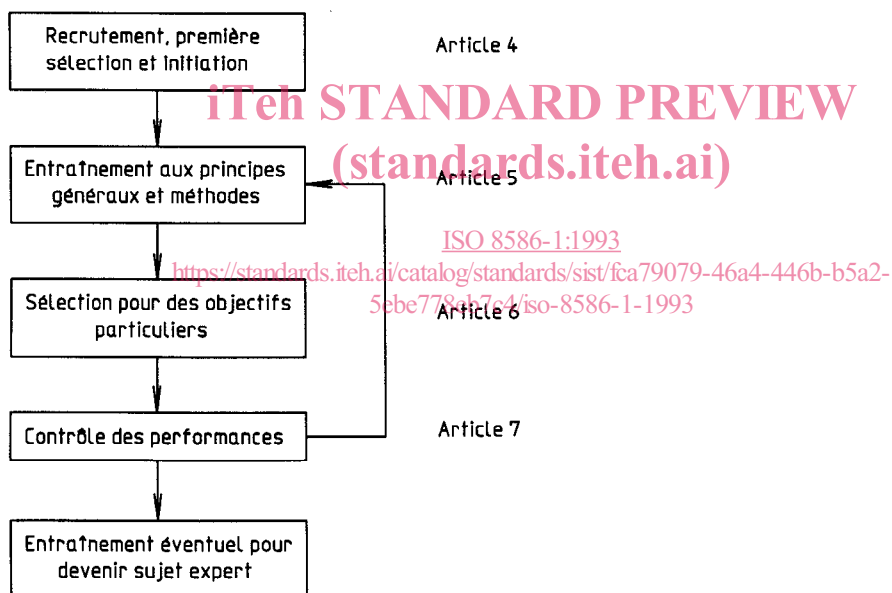 Recrutement, première
sélection et initiation
Article 4
iTeh STANDARD PREVIEW
(standards.iteh.ai)
Entraînement aux principes
généraux et méthodes
Article 5
ISO 8586-1:1993
https://standards.iteh.ai/catalog/standards/sist/fca79079-46a4-446b-b5a2-
5ebe778eb7c4/iso-8586-1-1993
Sélection pour des objectifs
particuliers
Article 6
Contrôle des performances
Article 7
Entraînement éventuel pour
devenir sujet expert